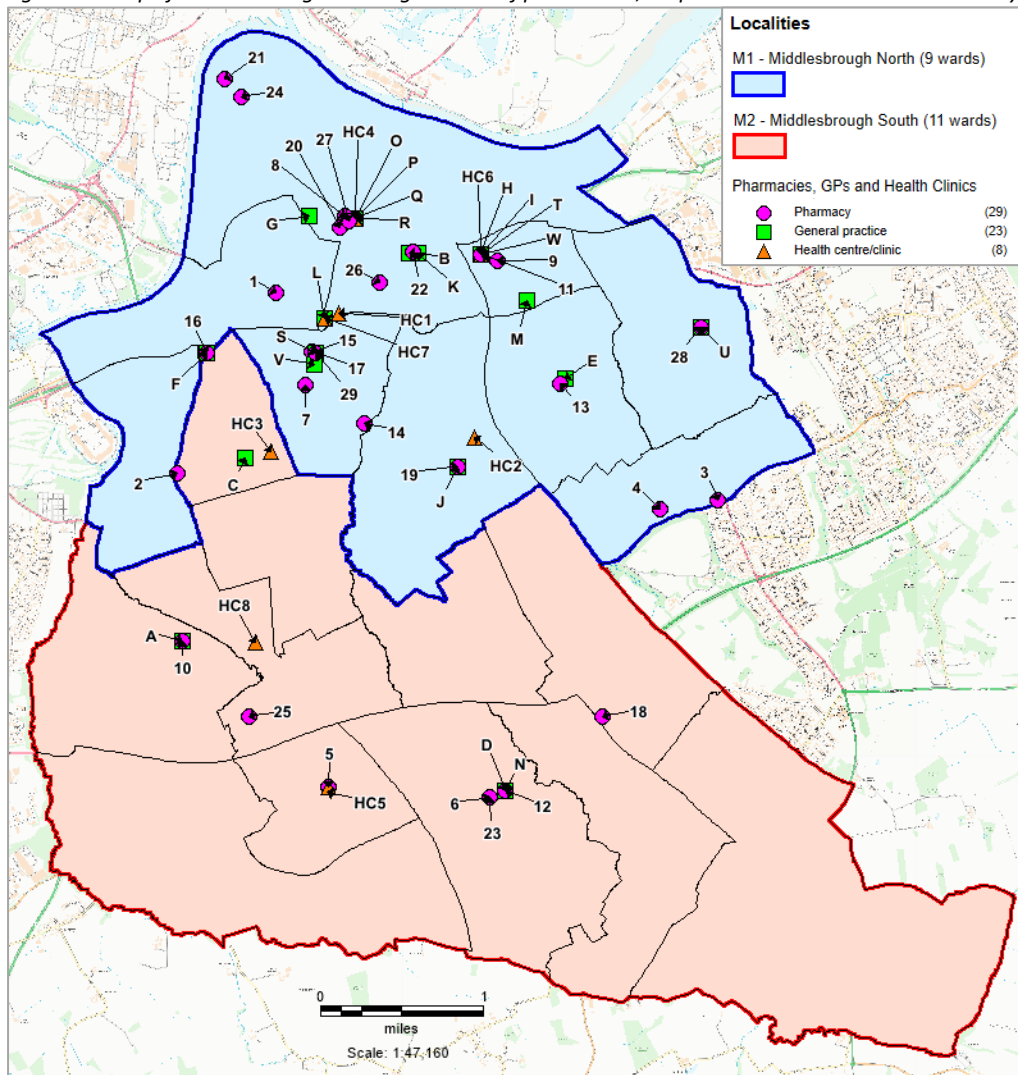 Localities
M1 - Middlesbrough North (9 wards)
M2 - Middlesbrough South (11 wards)
Pharmacies, GPs and Health Clinics
Pharmacy (29)
General practice (23)
Health centre/clinic (8)
21
24
HC4
27
O
20
P
8
Q
R
G
HC6
H
I
T
W
9
11
B
K
22
26
1
L
HC1
HC7
M
16
F
S
15
V
17
29
7
28
U
E
13
14
HC3
C
2
HC2
19
J
4
3
HC8
A
10
25
18
5
HC5
D
N
6
12
23
0
1
miles
Scale: 1:47,160